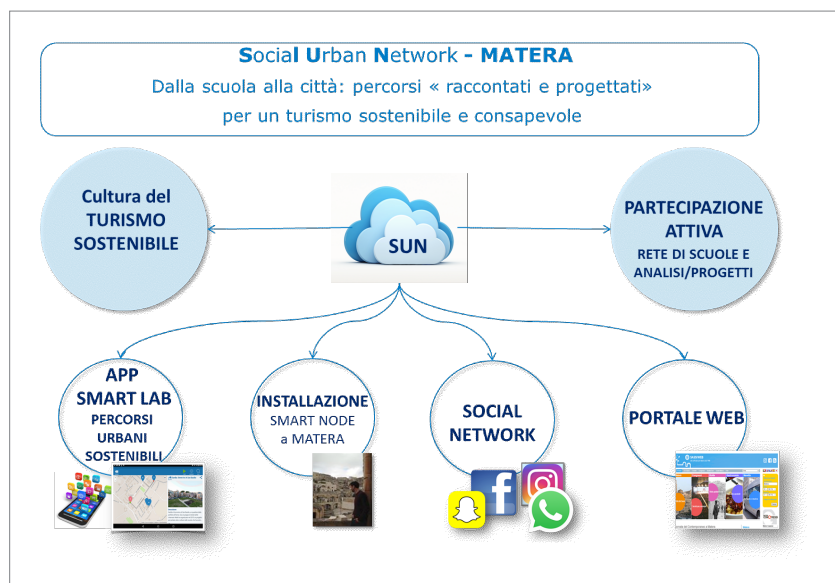 Social Urban Network - MATERA
Dalla scuola alla città: percorsi « raccontati e progettati»
per un turismo sostenibile e consapevole
Cultura del
TURISMO
SOSTENIBILE
SUN
PARTECIPAZIONE
ATTIVA
RETE DI SCUOLE E
ANALISI/PROGETTI
APP
SMART LAB
PERCORSI
URBANI
SOSTENIBILI
INSTALLAZIONE
SMART NODE
a MATERA
SOCIAL
NETWORK
PORTALE WEB